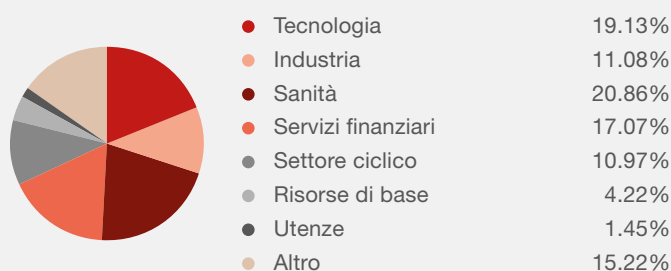 Tecnologia 19.13%
Industria 11.08%
Sanità 20.86%
Servizi finanziari 17.07%
Settore ciclico 10.97%
Risorse di base 4.22%
Utenze 1.45%
Altro 15.22%